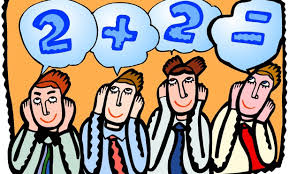 2 + 2 =